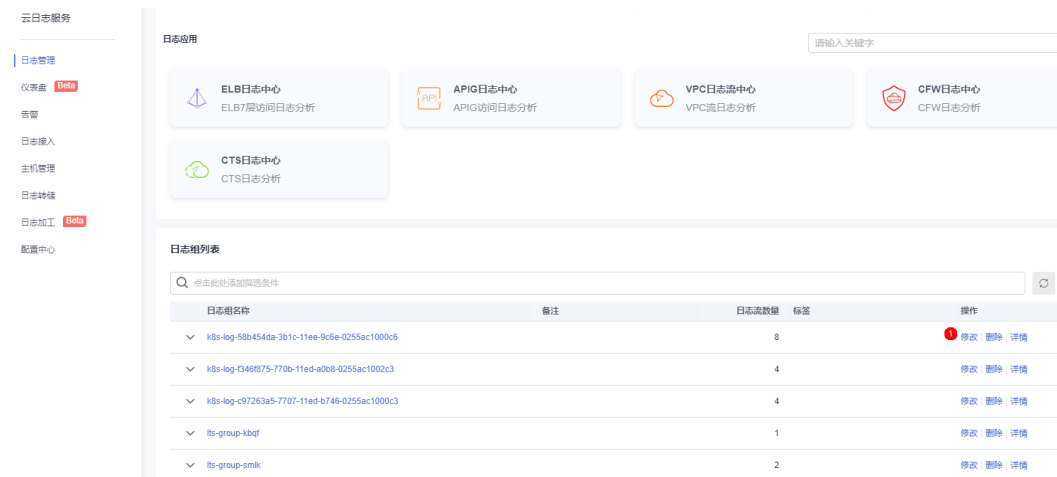 云日志服务
日志管理
仪表盘 Beta
告警
日志接入
主机管理
日志转储
日志加工 Beta
配置中心
日志应用
请输入关键字
ELB日志中心
ELB7层访问日志分析
APIG日志中心
APIG访问日志分析
VPC日志流中心
VPC流日志分析
CFW日志中心
CFW日志分析
CTS日志中心
CTS日志分析
日志组列表
点击此处添加筛选条件
日志组名称 备注 日志流数量 标签 操作
k8s-log-58b454da-3b1c-11ee-9c6e-0255ac1000c6 8 1 修改 删除 详情
k8s-log-f346f875-770b-11ed-a0b8-0255ac1002c3 4 修改 删除 详情
k8s-log-c97263a5-7707-11ed-b746-0255ac1000c3 4 修改 删除 详情
lts-group-kbqf 1 修改 删除 详情
lts-group-smlk 2 修改 删除 详情